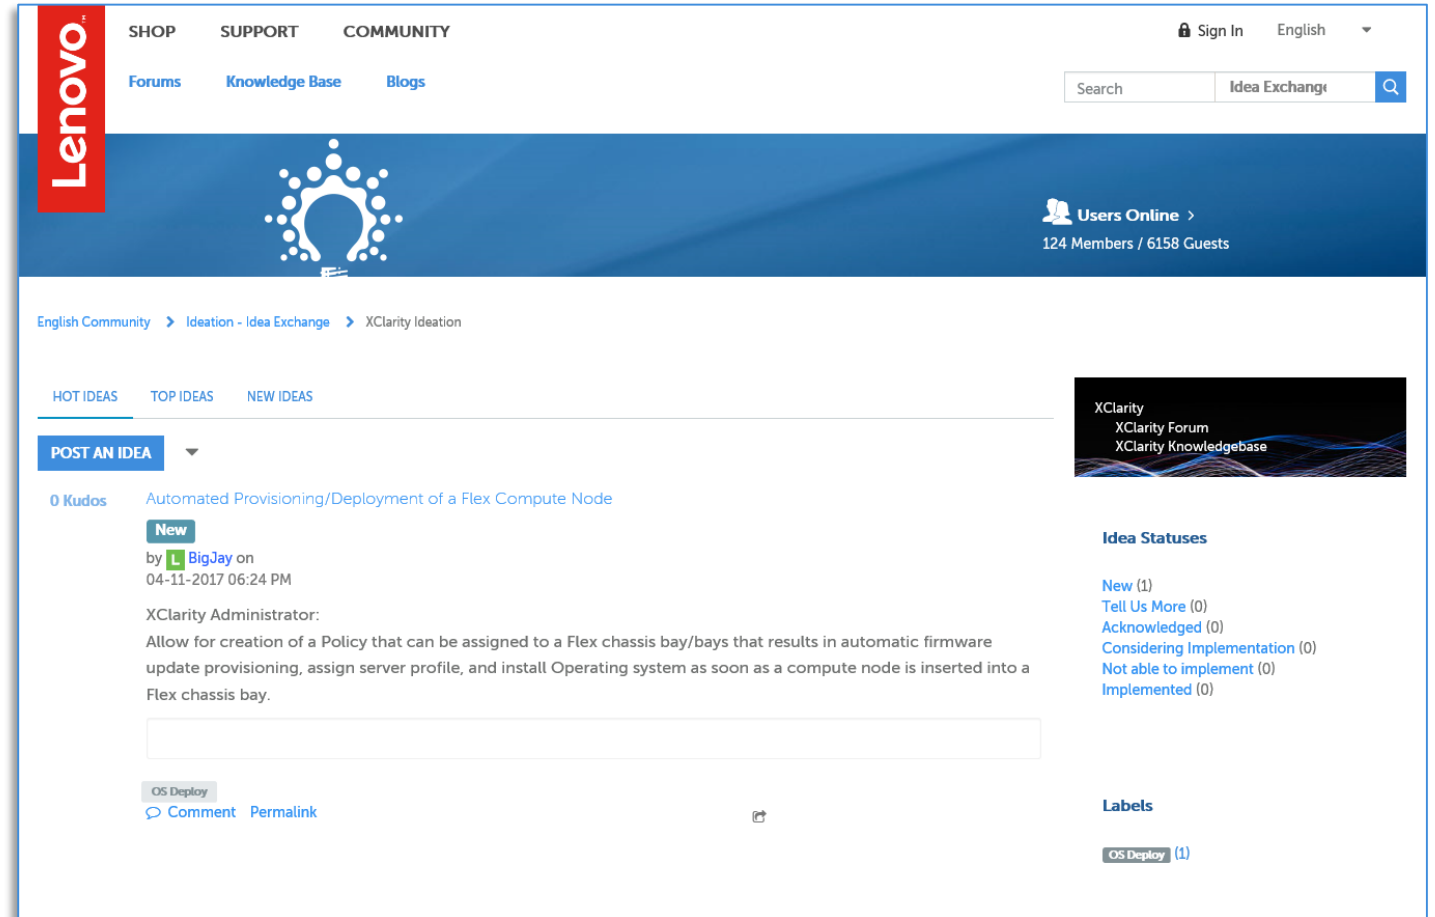 Lenovo
SHOP SUPPORT COMMUNITY
Sign In English
Forums Knowledge Base Blogs
Search Idea Exchange
Users Online >
124 Members / 6158 Guests
English Community > Ideation - Idea Exchange > XClarity Ideation
HOT IDEAS TOP IDEAS NEW IDEAS
POST AN IDEA
0 Kudos
Automated Provisioning/Deployment of a Flex Compute Node
New
by L BigJay on
04-11-2017 06:24 PM
XClarity Administrator:
Allow for creation of a Policy that can be assigned to a Flex chassis bay/bays that results in automatic firmware
update provisioning, assign server profile, and install Operating system as soon as a compute node is inserted into a
Flex chassis bay.
OS Deploy
Comment Permalink
XClarity
XClarity Forum
XClarity Knowledgebase
Idea Statuses
New (1)
Tell Us More (0)
Acknowledged (0)
Considering Implementation (0)
Not able to implement (0)
Implemented (0)
Labels
OS Deploy (1)